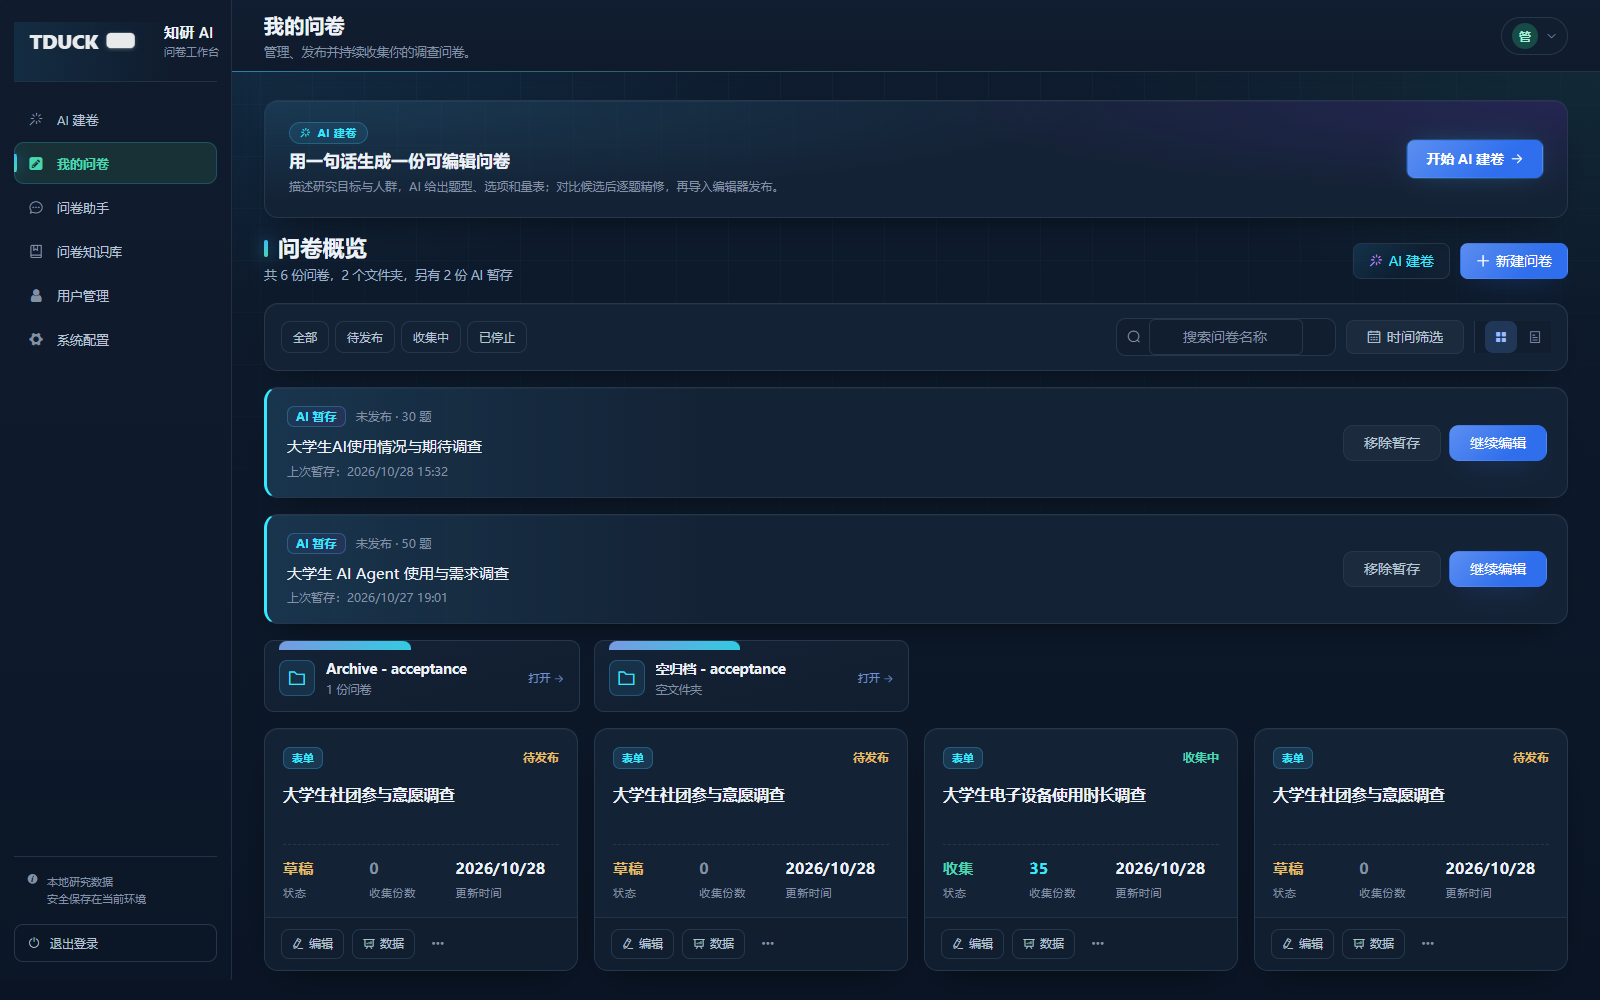 TDUCK
知研 AI
问卷工作台
AI 建卷
我的问卷
问卷助手
问卷知识库
用户管理
系统配置
本地研究数据
安全保存在当前环境
退出登录
我的问卷
管理、发布并持续收集你的调查问卷。
管
AI 建卷
用一句话生成一份可编辑问卷
描述研究目标与人群，AI 给出题型、选项和量表；对比候选后逐题精修，再导入编辑器发布。
开始 AI 建卷 →
问卷概览
共 6 份问卷，2 个文件夹，另有 2 份 AI 暂存
AI 建卷
新建问卷
全部 待发布 收集中 已停止
搜索问卷名称
时间筛选
AI 暂存 未发布 · 30 题
大学生AI使用情况与期待调查
上次暂存：2026/10/28 15:32
移除暂存 继续编辑
AI 暂存 未发布 · 50 题
大学生 AI Agent 使用与需求调查
上次暂存：2026/10/27 19:01
移除暂存 继续编辑
Archive - acceptance
1 份问卷
打开 →
空归档 - acceptance
空文件夹
打开 →
表单 待发布
大学生社团参与意愿调查
草稿 0 2026/10/28
状态 收集份数 更新时间
编辑 数据 ···
表单 待发布
大学生社团参与意愿调查
草稿 0 2026/10/28
状态 收集份数 更新时间
编辑 数据 ···
表单 收集中
大学生电子设备使用时长调查
收集 35 2026/10/28
状态 收集份数 更新时间
编辑 数据 ···
表单 待发布
大学生社团参与意愿调查
草稿 0 2026/10/28
状态 收集份数 更新时间
编辑 数据 ···